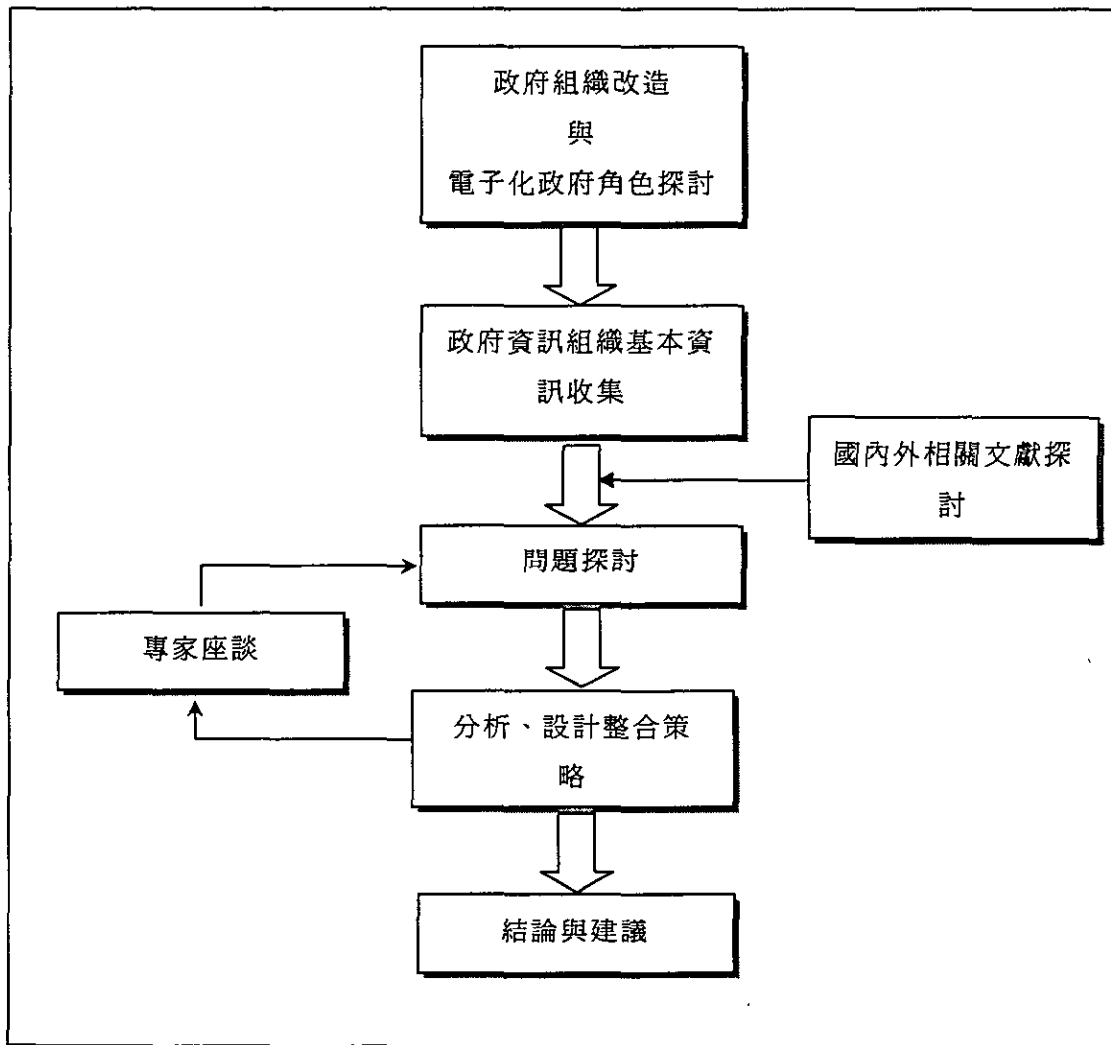 政府組織改造
與
電子化政府角色探討
政府資訊組織基本資
訊收集
國內外相關文獻探
討
問題探討
專家座談
分析、設計整合策
略
結論與建議